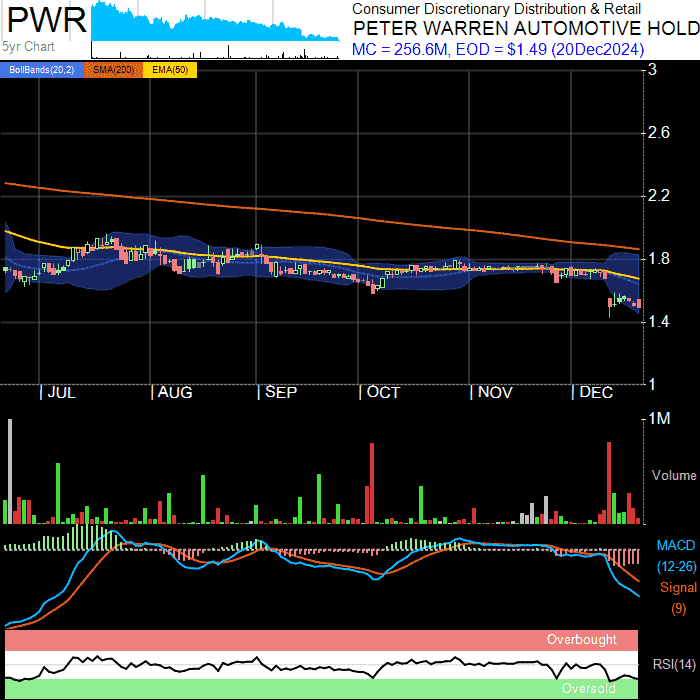 PWR
5yr Chart
Consumer Discretionary Distribution & Retail
PETER WARREN AUTOMOTIVE HOLD
MC = 256.6M, EOD = $1.49 (20Dec2024)
BollBands(20,2) SMA(200) EMA(50)
3
2.6
2.2
1.8
1.4
1
JUL AUG SEP OCT NOV DEC
1M
Volume
MACD
(12-26)
Signal
(9)
Overbought
RSI(14)
Oversold